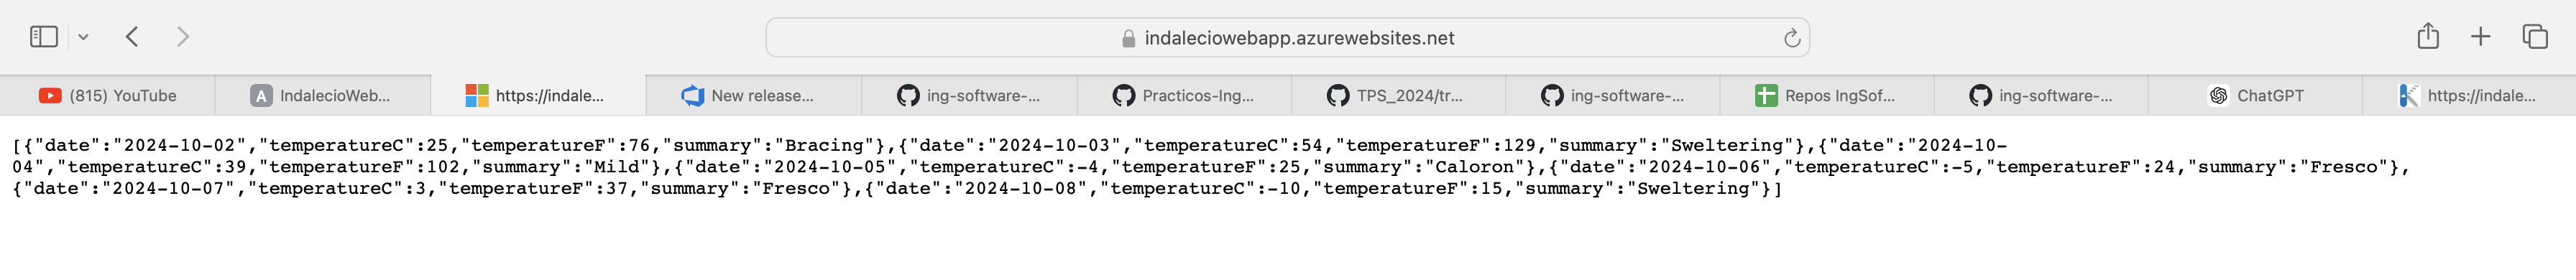 indaleciowebapp.azurewebsites.net
(815) YouTube
A IndalecioWeb...
https://indale...
New release...
ing-software-...
Practicos-Ing...
TPS_2024/tr...
ing-software-...
Repos IngSof...
ing-software-...
ChatGPT
https://indale...
[{"date":"2024-10-02","temperatureC":25,"temperatureF":76,"summary":"Bracing"},{"date":"2024-10-03","temperatureC":54,"temperatureF":129,"summary":"Sweltering"},{"date":"2024-10-
04","temperatureC":39,"temperatureF":102,"summary":"Mild"},{"date":"2024-10-05","temperatureC":-4,"temperatureF":25,"summary":"Caloron"},{"date":"2024-10-06","temperatureC":-5,"temperatureF":24,"summary":"Fresco"},
{"date":"2024-10-07","temperatureC":3,"temperatureF":37,"summary":"Fresco"},{"date":"2024-10-08","temperatureC":-10,"temperatureF":15,"summary":"Sweltering"}]